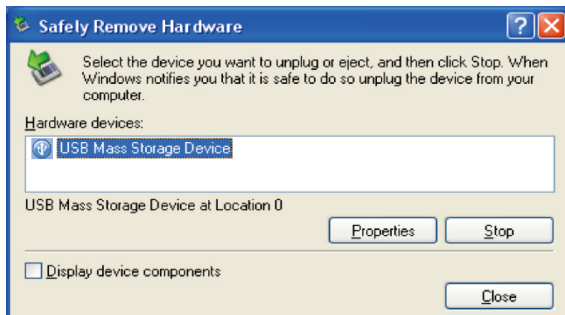 Safely Remove Hardware
Select the device you want to unplug or eject, and then click Stop. When
Windows notifies you that it is safe to do so unplug the device from your
computer.
Hardware devices:
USB Mass Storage Device
USB Mass Storage Device at Location 0
Properties Stop
Display device components
Close